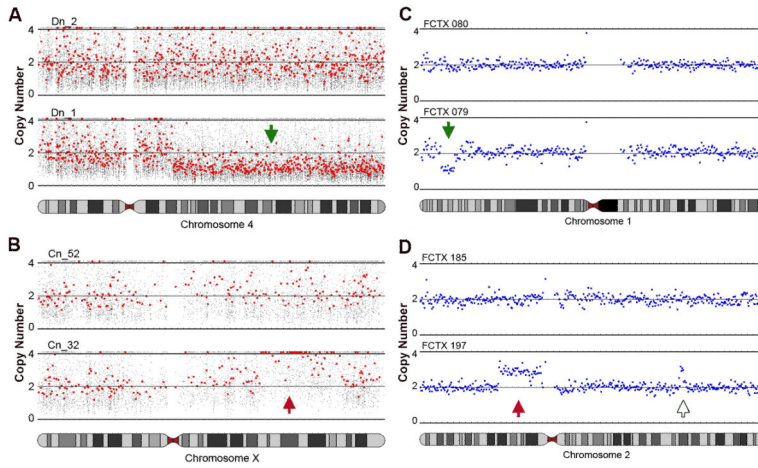 A
Dn_2
Copy Number
4
2
0
Dn_1
4
2
0
Chromosome 4
B
Cn_52
Copy Number
4
2
0
Cn_32
4
2
0
Chromosome X
C
FCTX 080
Copy Number
4
2
0
FCTX 079
4
2
0
Chromosome 1
D
FCTX 185
Copy Number
4
2
0
FCTX 197
4
2
0
Chromosome 2